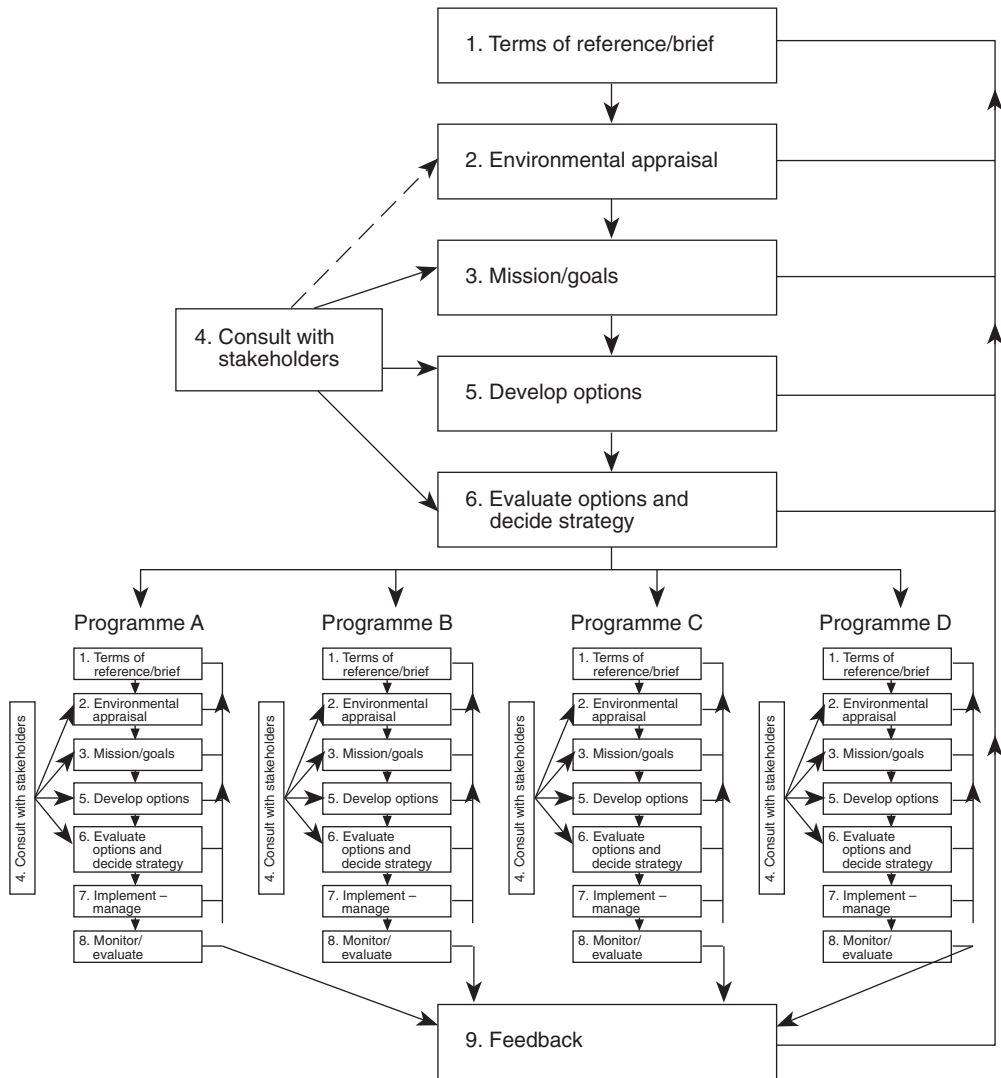 1. Terms of reference/brief
2. Environmental appraisal
3. Mission/goals
4. Consult with
stakeholders
5. Develop options
6. Evaluate options and
decide strategy
Programme A
1. Terms of
reference/brief
2. Environmental
appraisal
3. Mission/goals
4. Consult with stakeholders
5. Develop options
6. Evaluate
options and
decide strategy
7. Implement –
manage
8. Monitor/
evaluate
Programme B
1. Terms of
reference/brief
2. Environmental
appraisal
3. Mission/goals
4. Consult with stakeholders
5. Develop options
6. Evaluate
options and
decide strategy
7. Implement –
manage
8. Monitor/
evaluate
Programme C
1. Terms of
reference/brief
2. Environmental
appraisal
3. Mission/goals
4. Consult with stakeholders
5. Develop options
6. Evaluate
options and
decide strategy
7. Implement –
manage
8. Monitor/
evaluate
Programme D
1. Terms of
reference/brief
2. Environmental
appraisal
3. Mission/goals
4. Consult with stakeholders
5. Develop options
6. Evaluate
options and
decide strategy
7. Implement –
manage
8. Monitor/
evaluate
9. Feedback